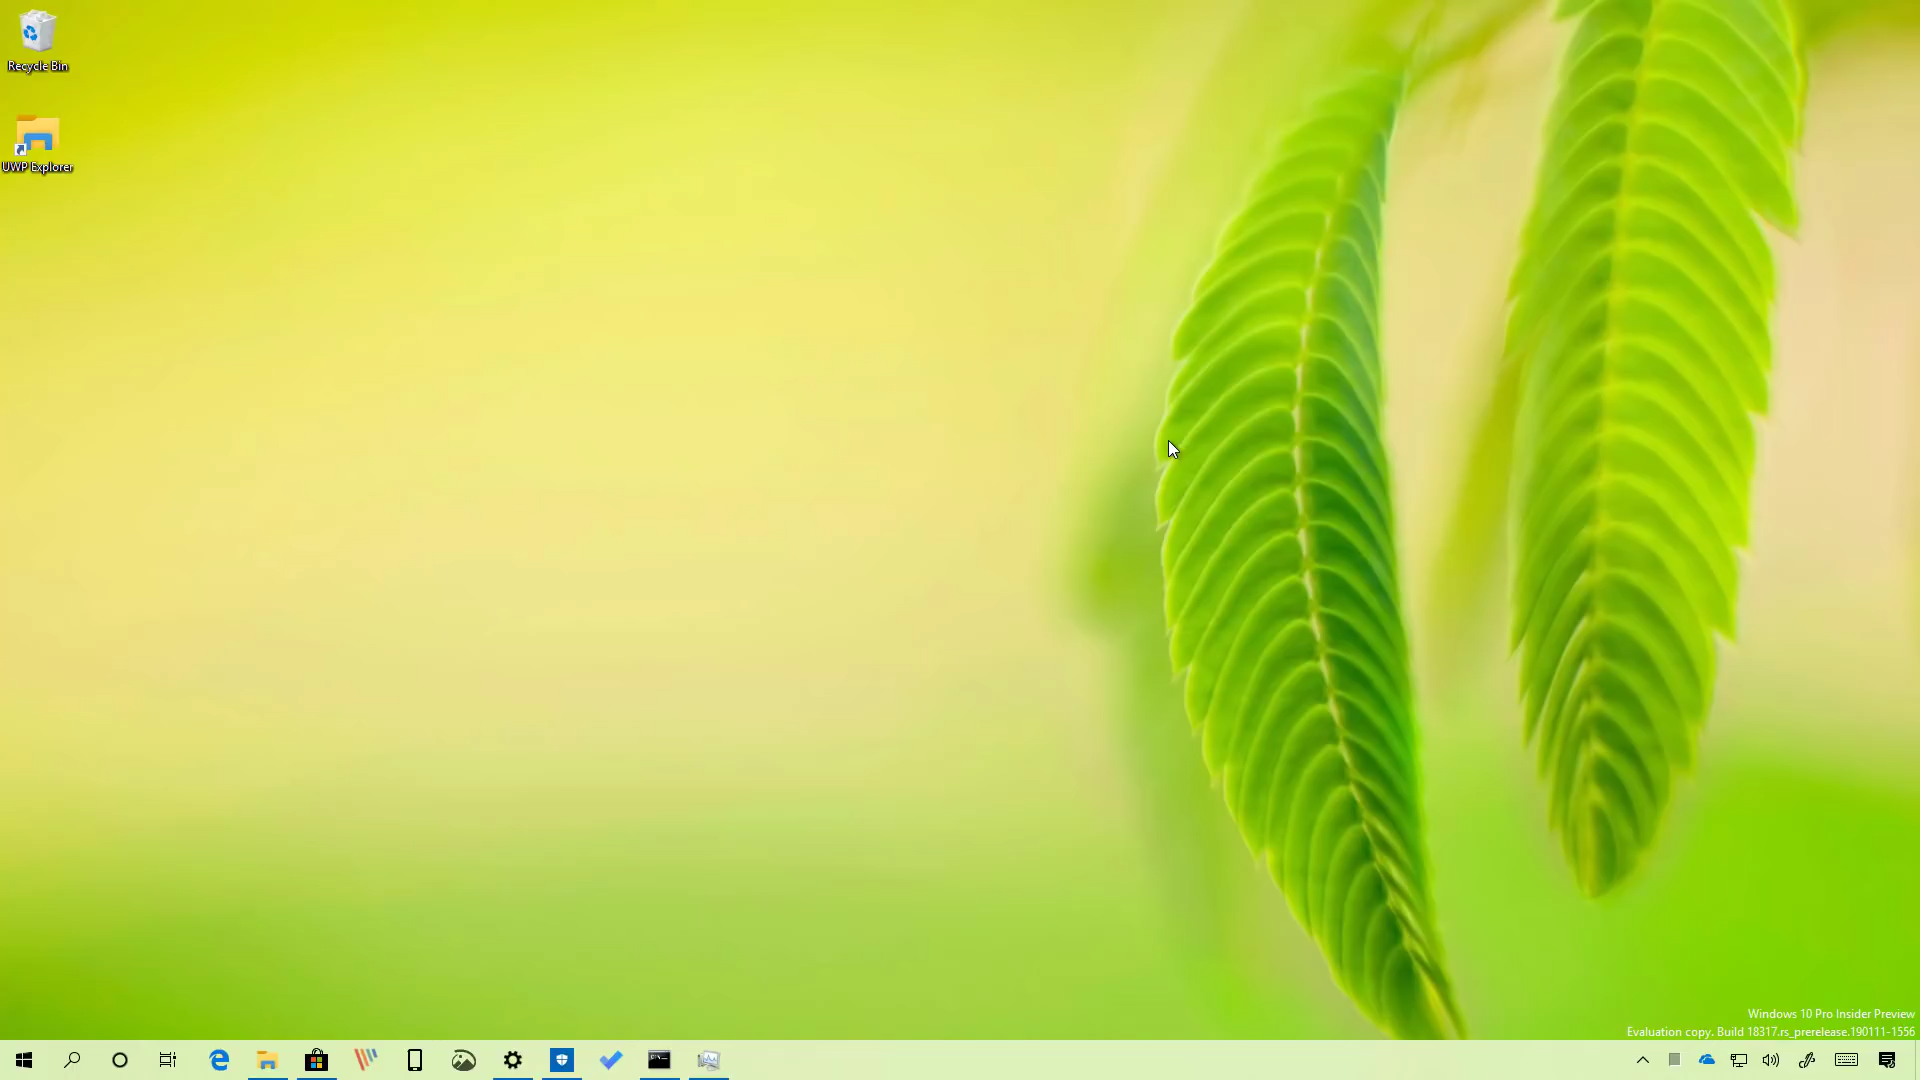 Recycle Bin
UWP Explorer
Windows 10 Pro Insider Preview
Evaluation copy. Build 18317.rs_prerelease.190111-1556